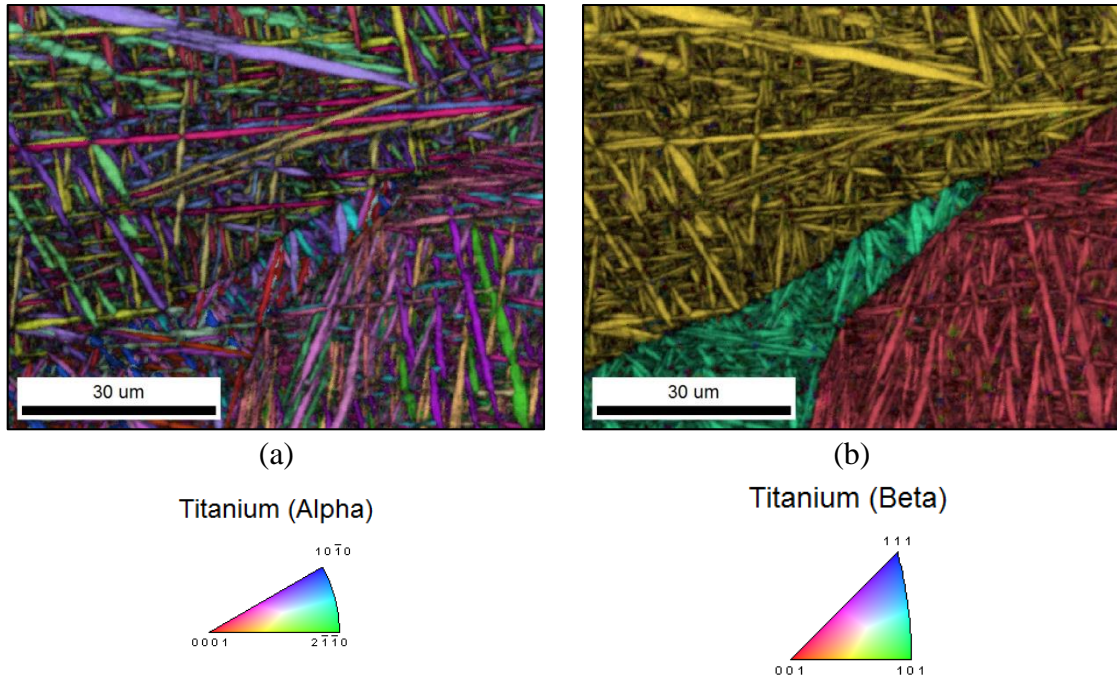 30 um
30 um
(a)
(b)
Titanium (Alpha)
Titanium (Beta)
1 0 1̄ 0
0 0 0 1
2 1̄ 1̄ 0
1 1 1
0 0 1
1 0 1